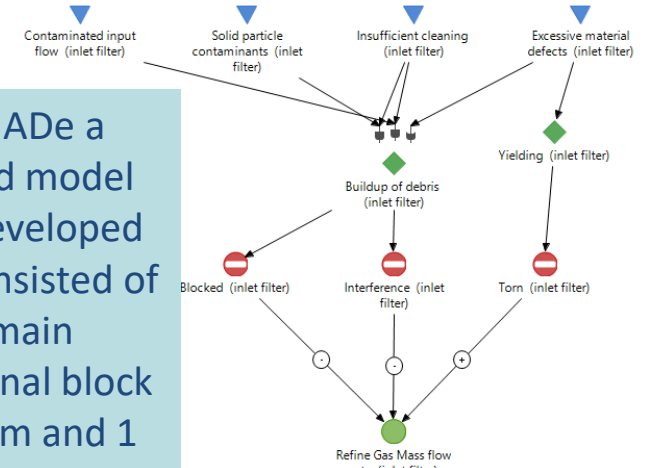 Contaminated input
flow (inlet filter)
Solid particle
contaminants (inlet
filter)
Insufficient cleaning
(inlet filter)
Excessive material
defects (inlet filter)
ADe a
d model
eveloped
nsisted of
main
nal block
m and 1
Buildup of debris
(inlet filter)
Yielding (inlet filter)
Blocked (inlet filter)
Interference (inlet
filter)
Torn (inlet filter)
-
-
+
Refine Gas Mass flow